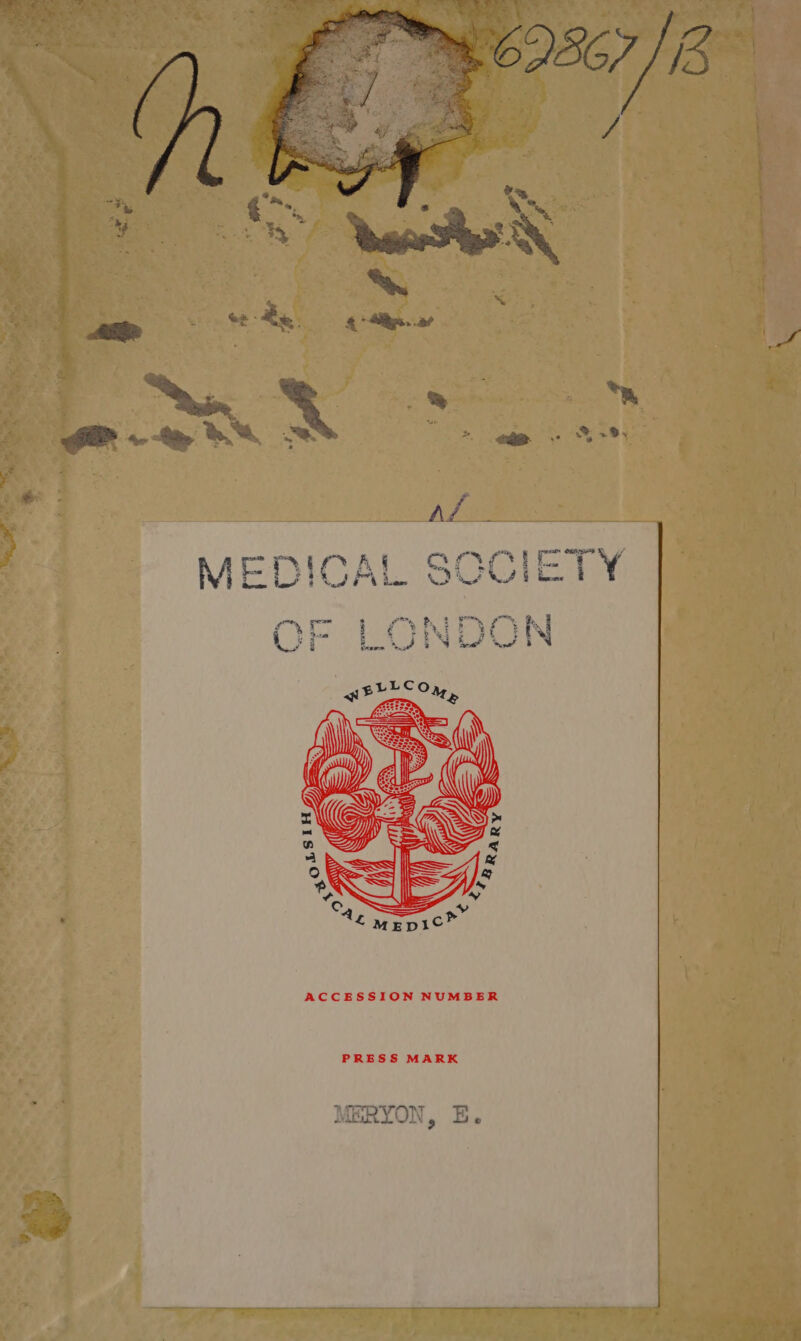 62867/B
MEDICAL SOCIETY
OF LONDON
WELLCOME
HISTORICAL MEDICAL LIBRARY
ACCESSION NUMBER
PRESS MARK
MERYON, E.